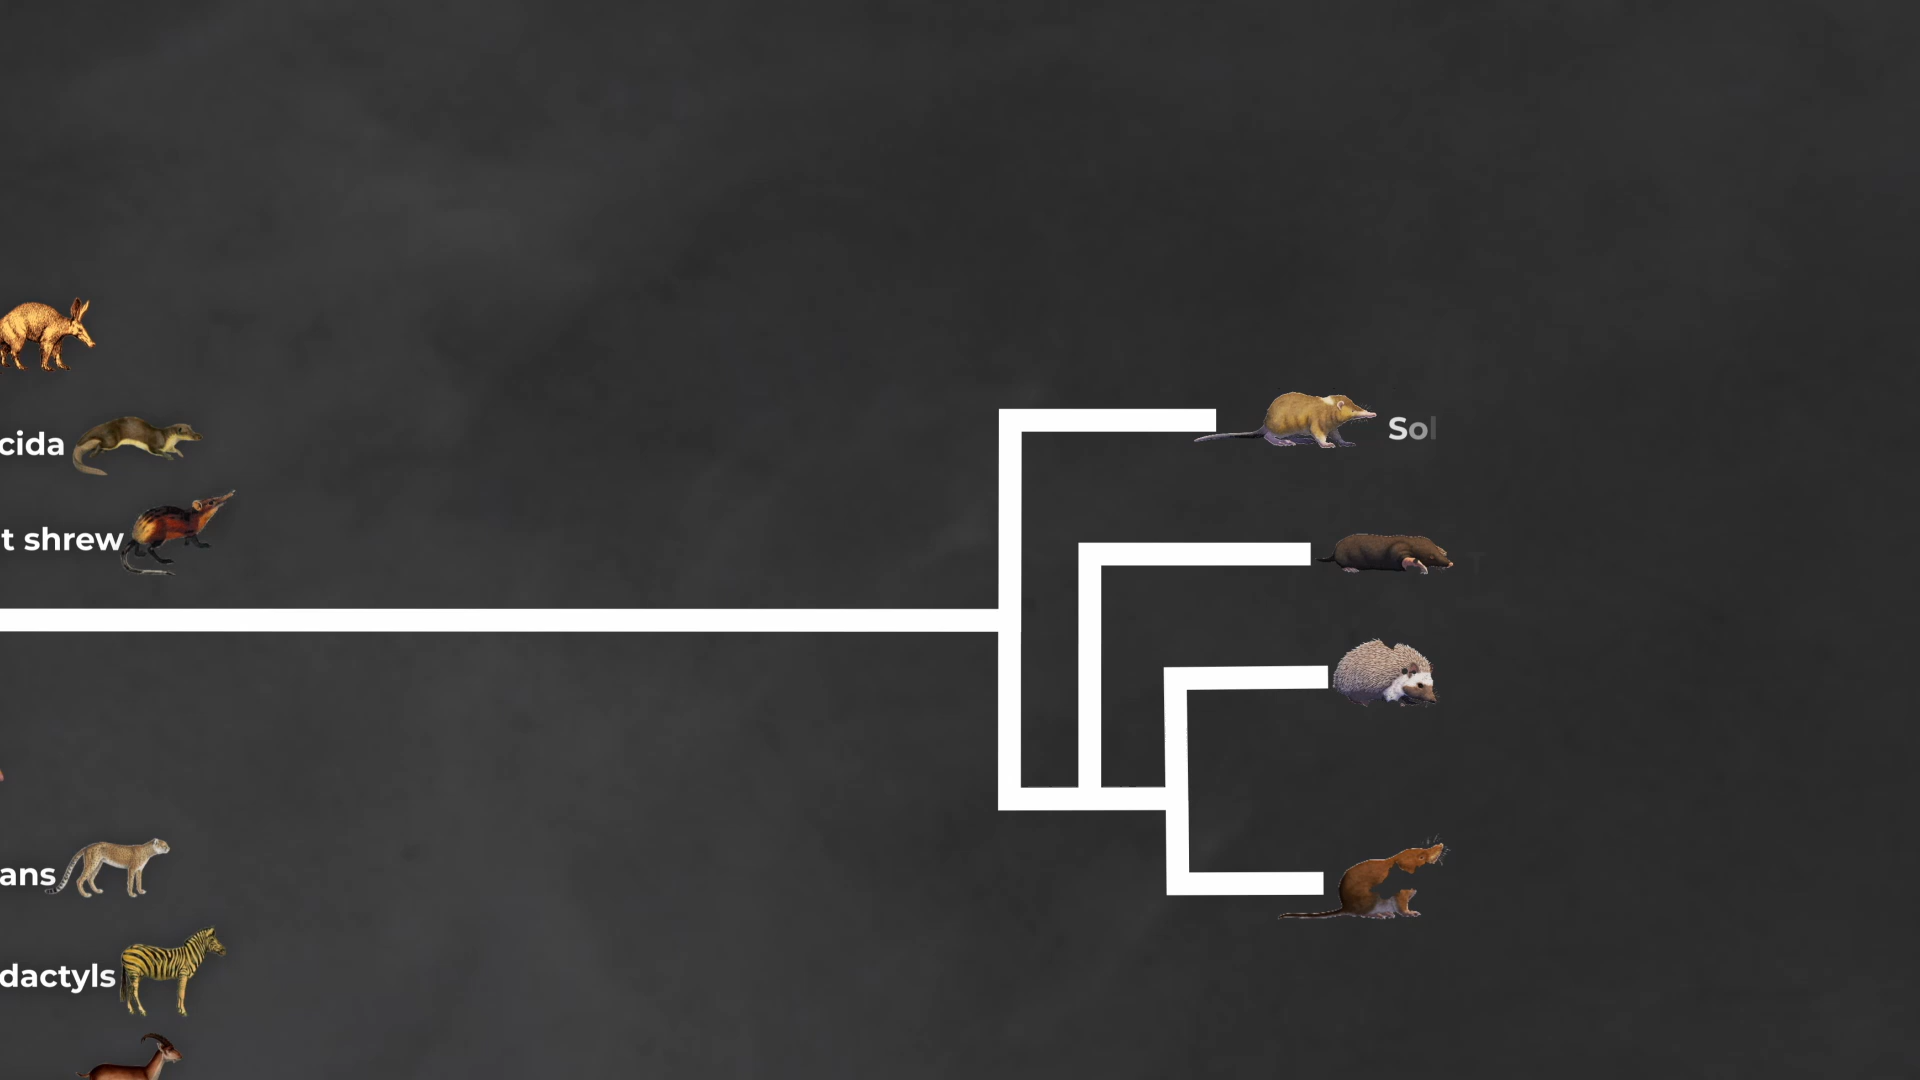 cida
t shrew
ans
dactyls
Sol